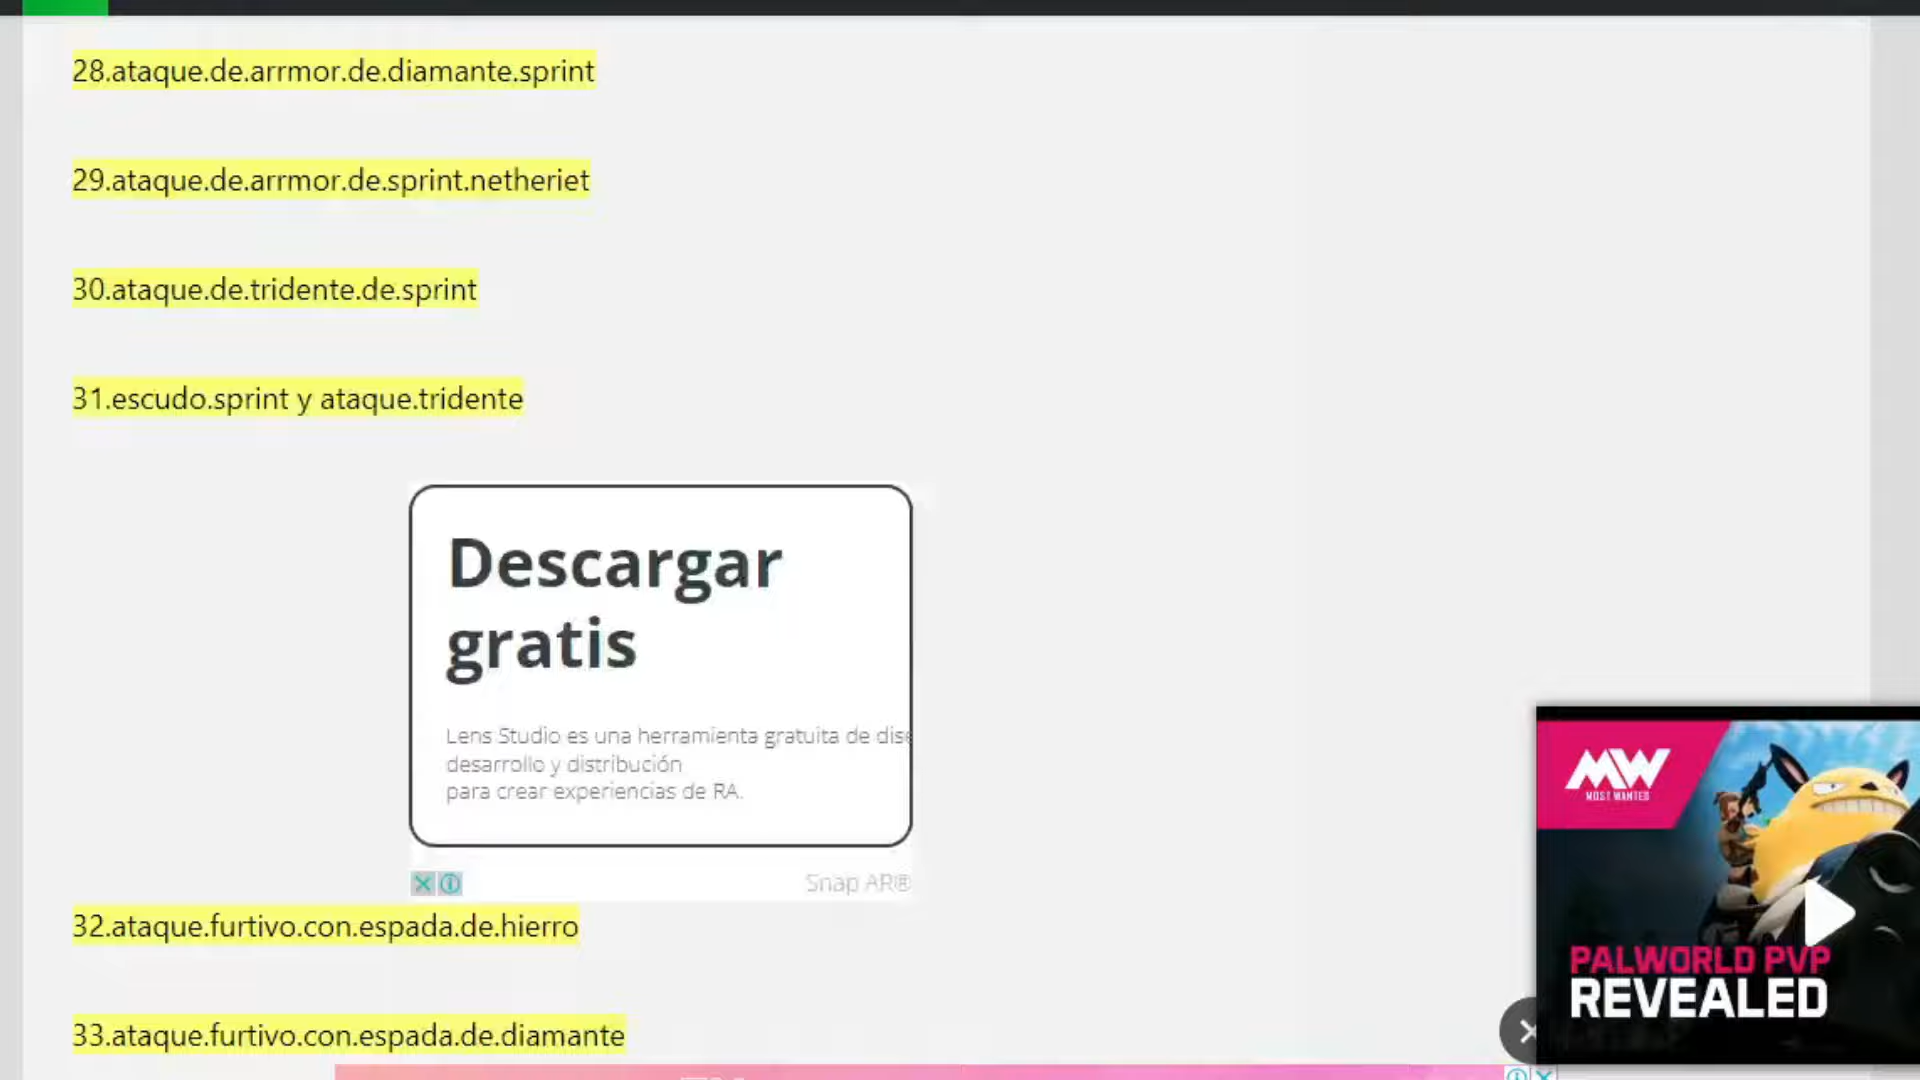 28.ataque.de.arrmor.de.diamante.sprint
29.ataque.de.arrmor.de.sprint.netheriet
30.ataque.de.tridente.de.sprint
31.escudo.sprint y ataque.tridente
Descargar
gratis
Lens Studio es una herramienta gratuita de
desarrollo y distribución
para crear experiencias de RA.
Snap AR®
MW
MOST WANTED
PALWORLD PVP
REVEALED
32.ataque.furtivo.con.espada.de.hierro
33.ataque.furtivo.con.espada.de.diamante